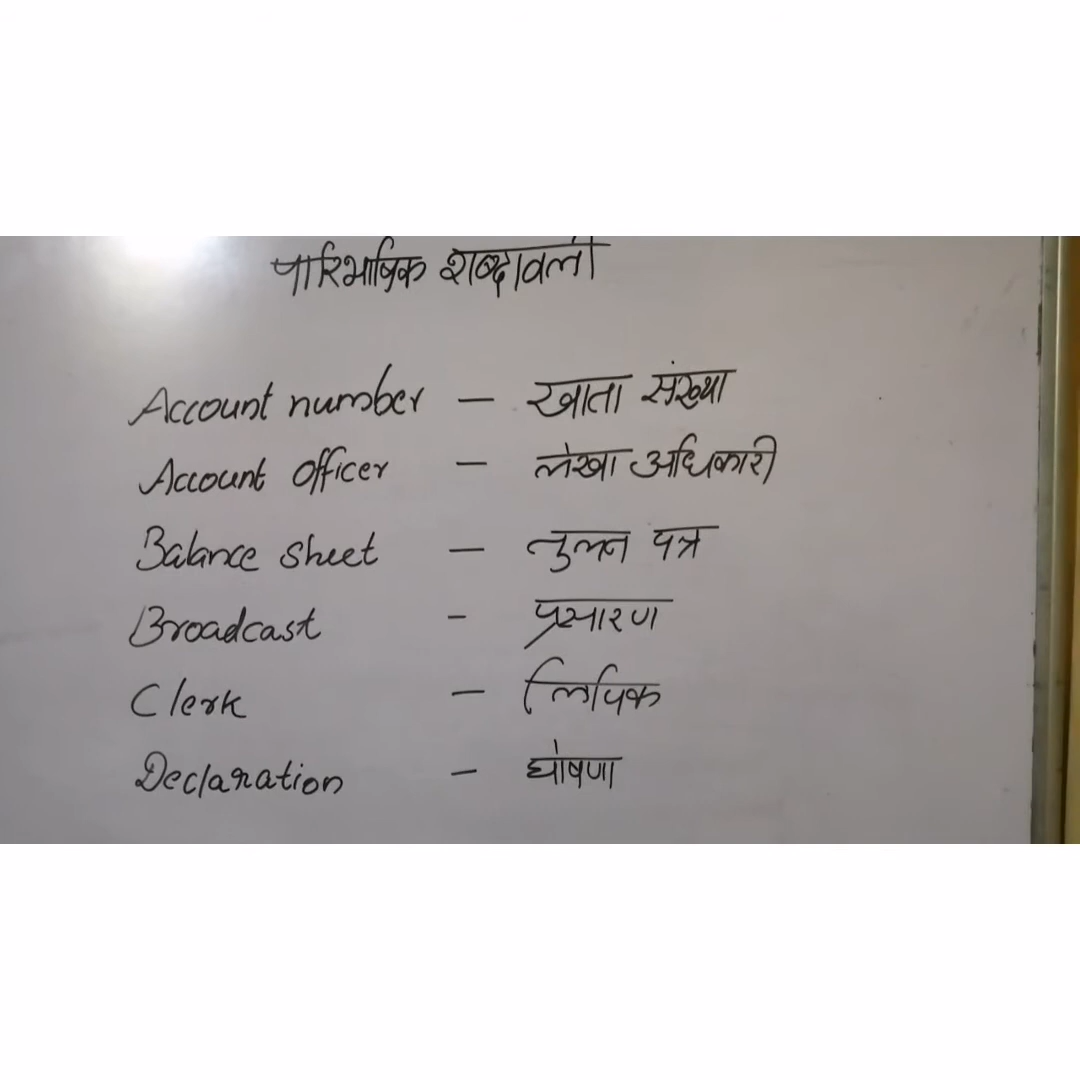 पारिभाषिक शब्दावली
Account number - खाता संख्या
Account officer - लेखा अधिकारी
Balance sheet - तुलन पत्र
Broadcast - प्रसारण
Clerk - लिपिक
Declaration - घोषणा